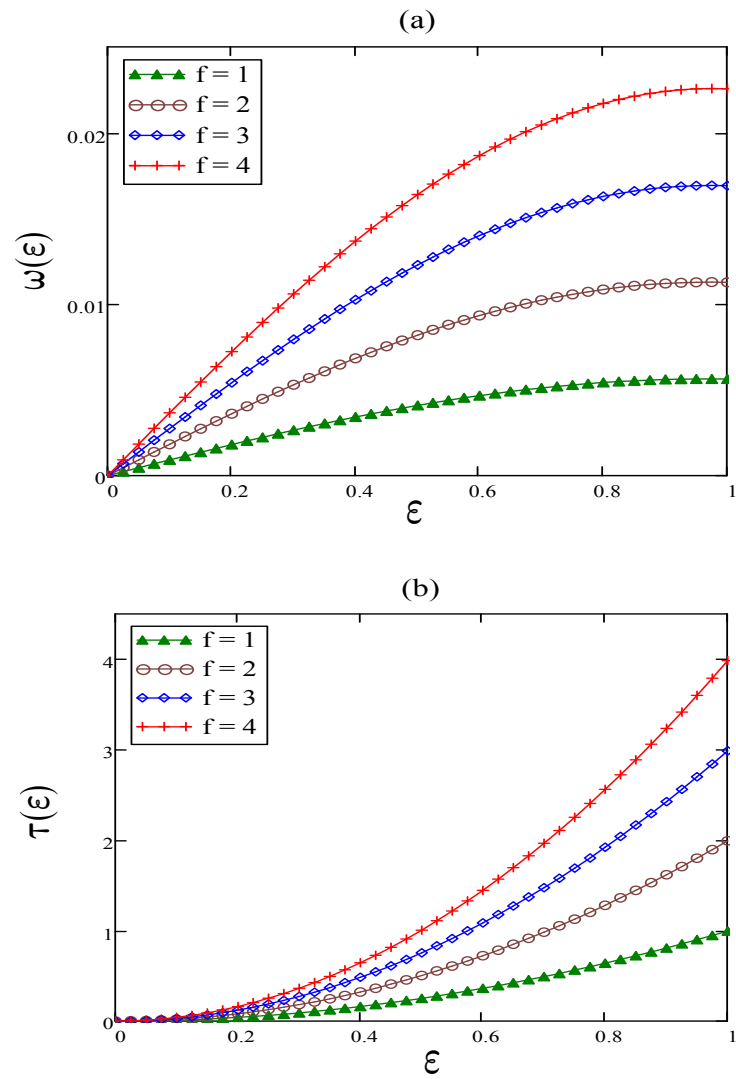 (a)
f = 1
f = 2
f = 3
f = 4
0.02
0.01
0
ω(ε)
0 0.2 0.4 0.6 0.8 1
ε
(b)
f = 1
f = 2
f = 3
f = 4
4
3
2
1
0
τ(ε)
0 0.2 0.4 0.6 0.8 1
ε